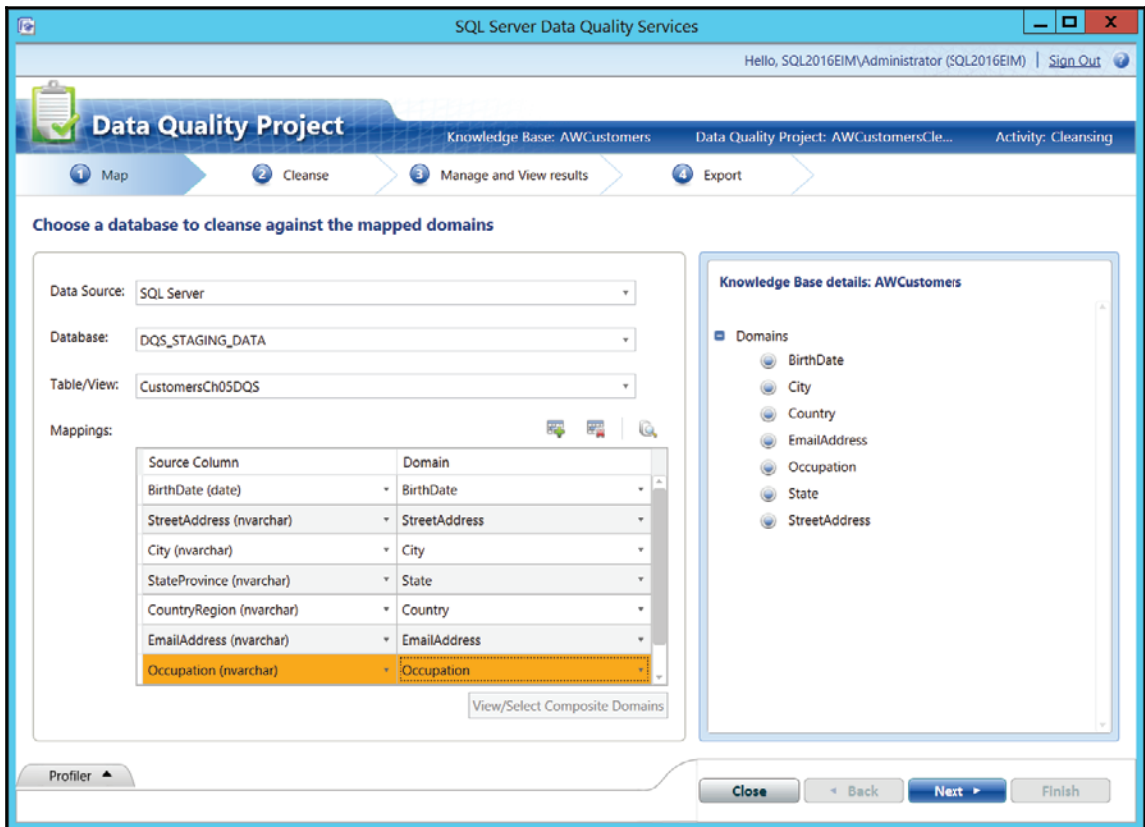 SQL Server Data Quality Services
Hello, SQL2016EIM\Administrator (SQL2016EIM) | Sign Out
Data Quality Project
Knowledge Base: AWCustomers
Data Quality Project: AWCustomersCle...
Activity: Cleansing
1 Map
2 Cleanse
3 Manage and View results
4 Export
Choose a database to cleanse against the mapped domains
Data Source: SQL Server
Database: DQS_STAGING_DATA
Table/View: CustomersCh05DQS
Mappings:
Source Column Domain
BirthDate (date) BirthDate
StreetAddress (nvarchar) StreetAddress
City (nvarchar) City
StateProvince (nvarchar) State
CountryRegion (nvarchar) Country
EmailAddress (nvarchar) EmailAddress
Occupation (nvarchar) Occupation
View/Select Composite Domains
Knowledge Base details: AWCustomers
Domains
BirthDate
City
Country
EmailAddress
Occupation
State
StreetAddress
Profiler
Close
Back
Next
Finish